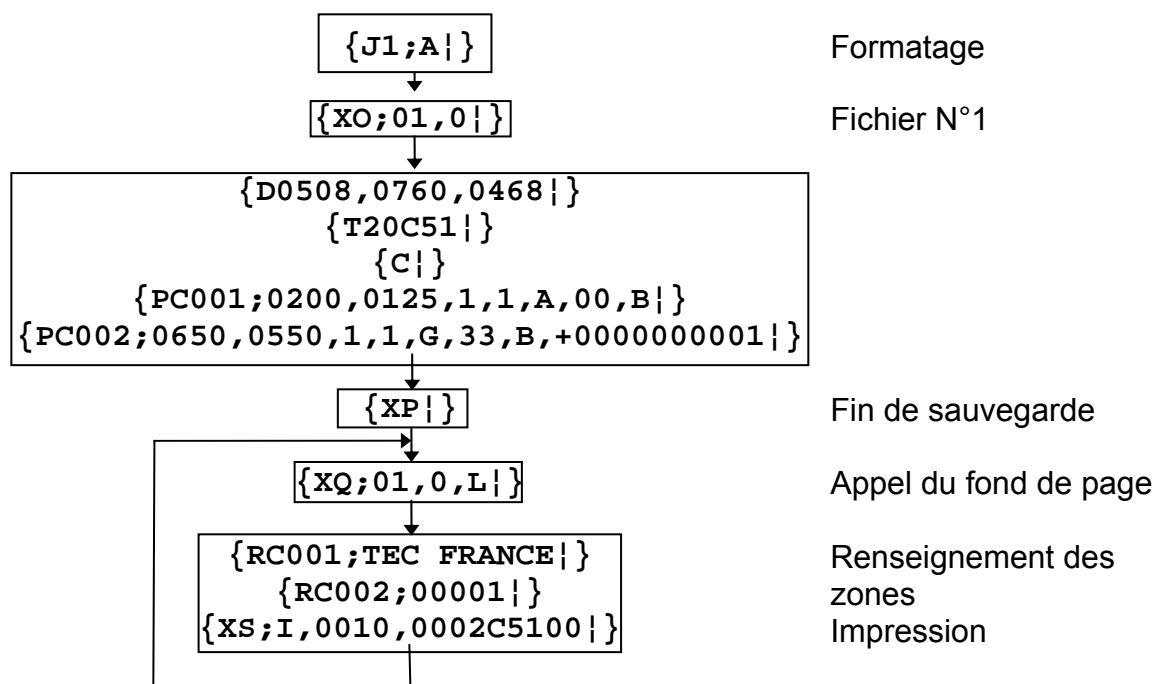 {J1;A¦} Formatage
{XO;01,0¦} Fichier N°1
{D0508,0760,0468¦}
{T20C51¦}
{C¦}
{PC001;0200,0125,1,1,A,00,B¦}
{PC002;0650,0550,1,1,G,33,B,+0000000001¦}
{XP¦} Fin de sauvegarde
{XQ;01,0,L¦} Appel du fond de page
{RC001;TEC FRANCE¦} Renseignement des
{RC002;00001¦} zones
{XS;I,0010,0002C5100¦} Impression